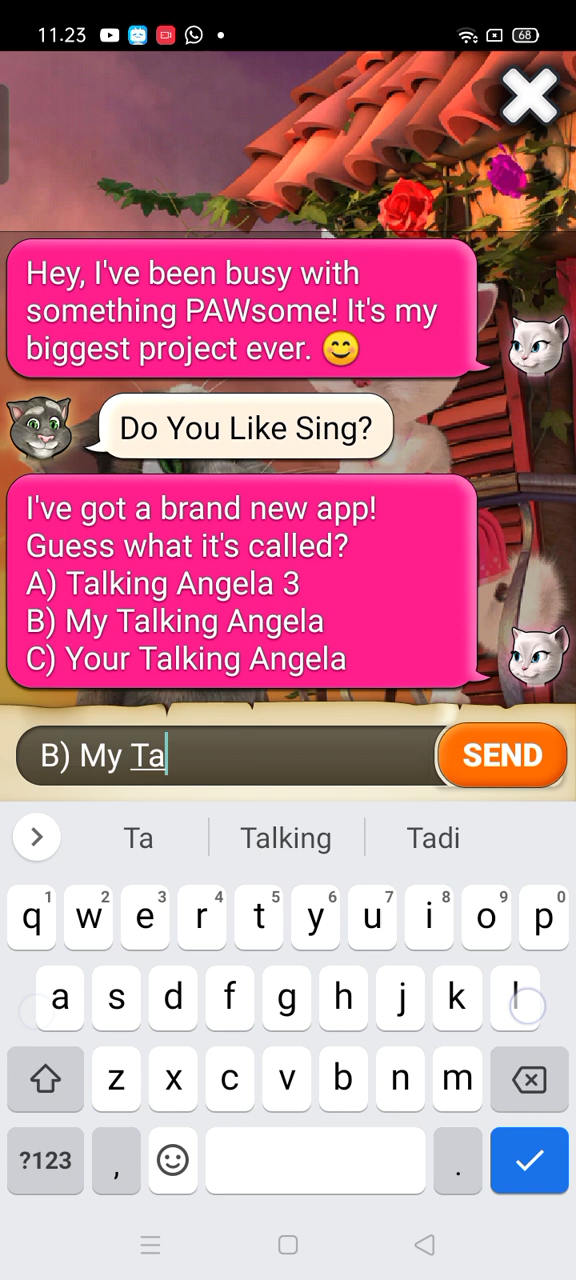 11.23
68
Hey, I've been busy with
something PAWsome! It's my
biggest project ever. 😊
Do You Like Sing?
I've got a brand new app!
Guess what it's called?
A) Talking Angela 3
B) My Talking Angela
C) Your Talking Angela
B) My Ta
SEND
Ta Talking Tadi
1 2 3 4 5 6 7 8 9 0
q w e r t y u i o p
a s d f g h j k l
z x c v b n m
?123 , .